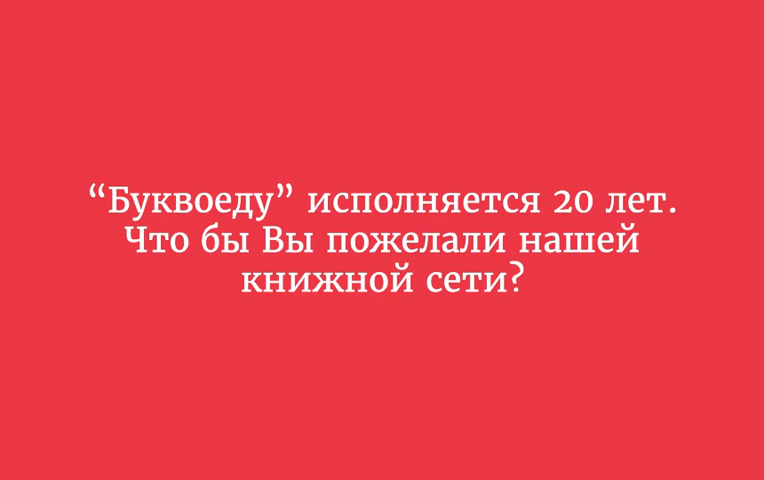 “Буквоеду” исполняется 20 лет.
Что бы Вы пожелали нашей
книжной сети?